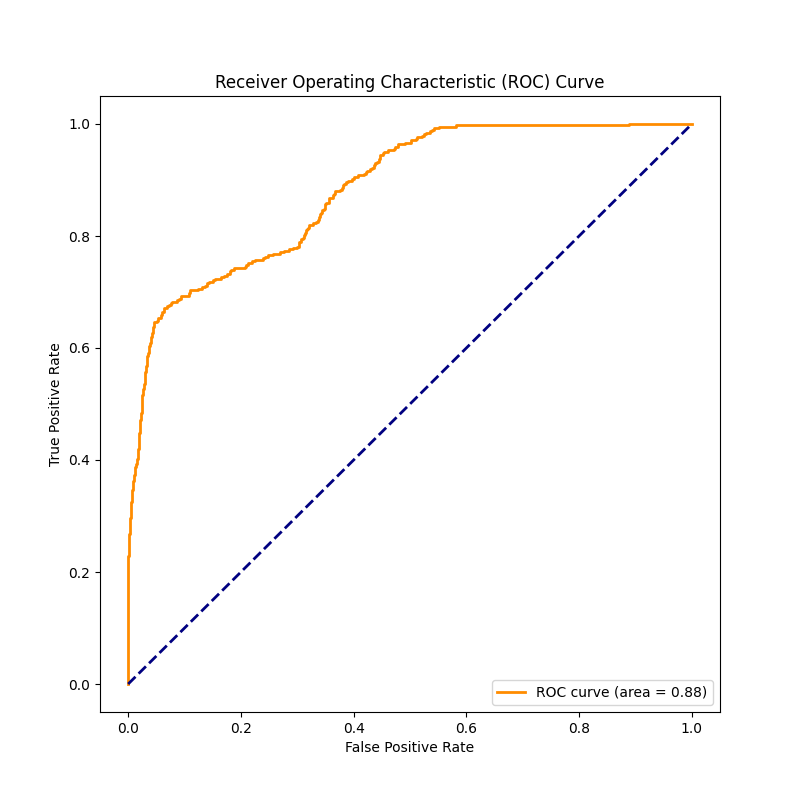 Receiver Operating Characteristic (ROC) Curve
1.0
0.8
0.6
0.4
0.2
0.0
True Positive Rate
ROC curve (area = 0.88)
0.0 0.2 0.4 0.6 0.8 1.0
False Positive Rate